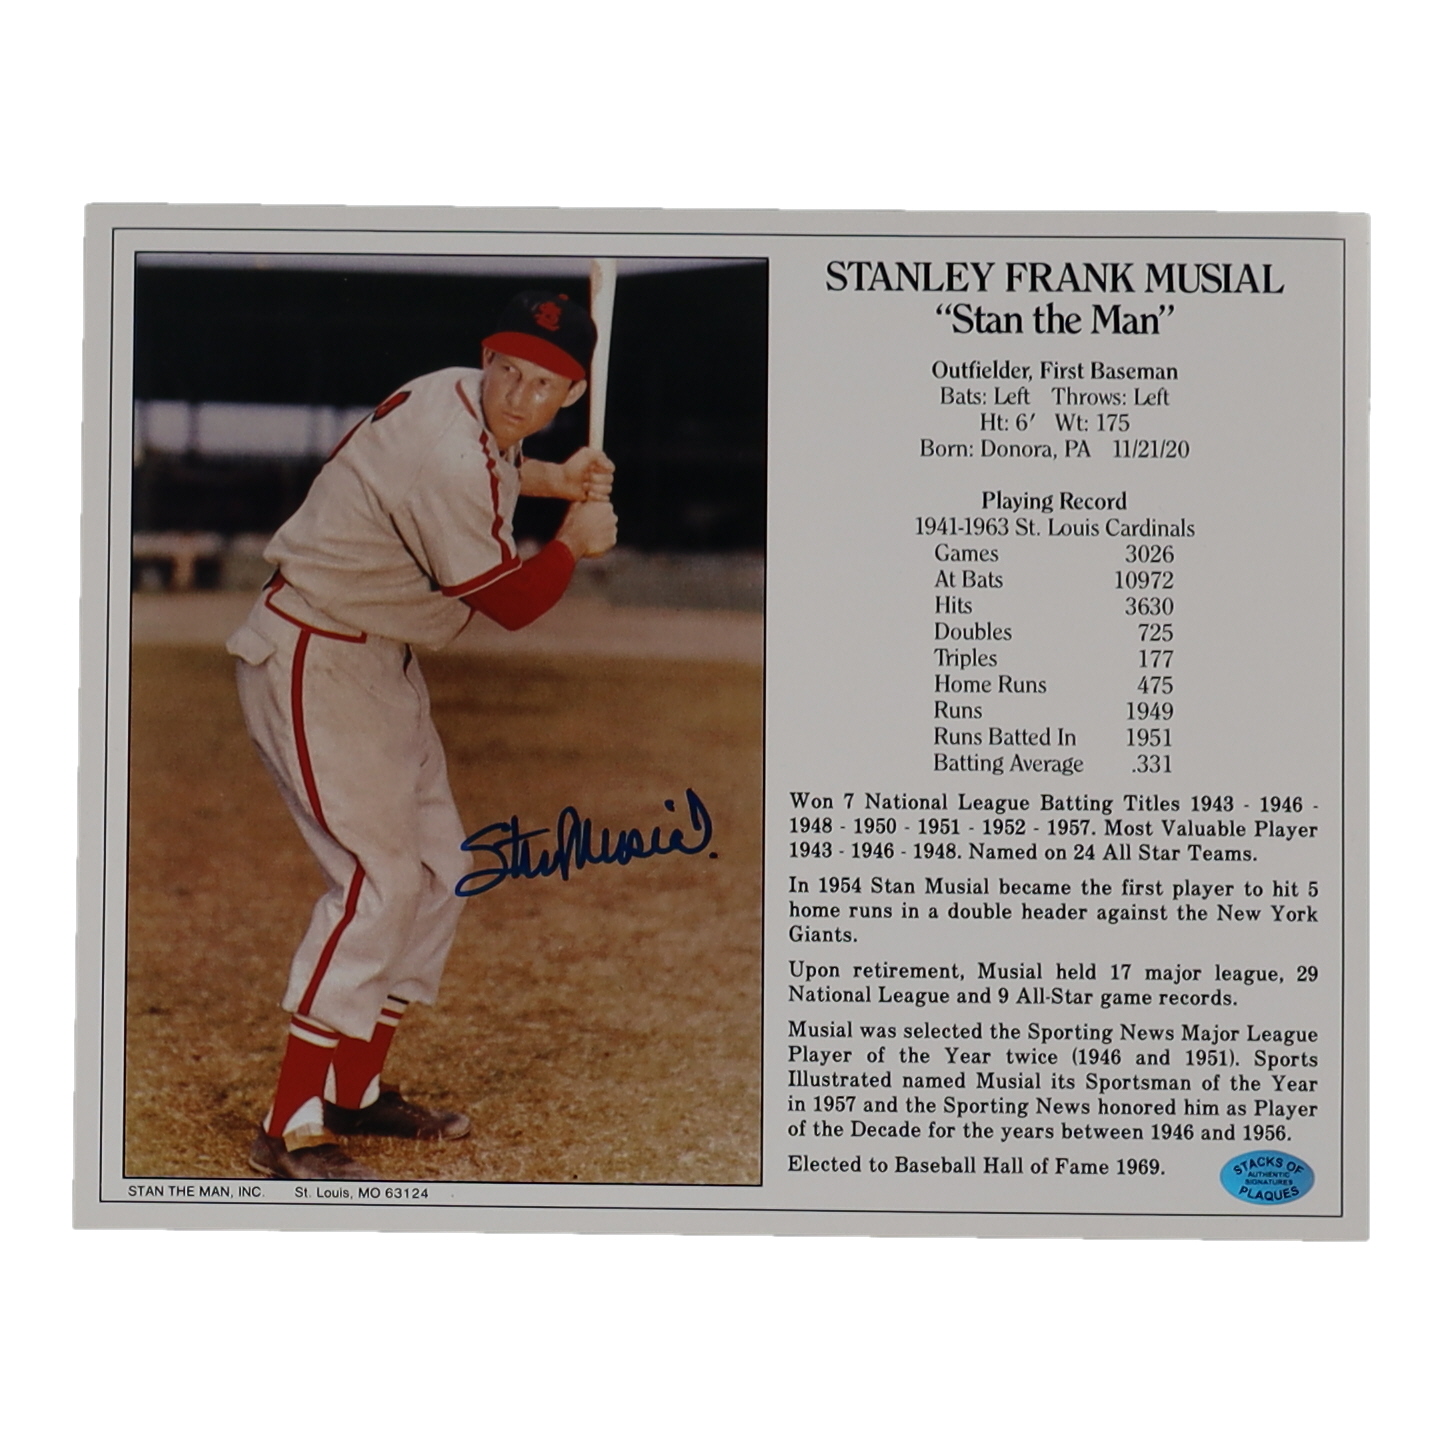 STANLEY FRANK MUSIAL
“Stan the Man”
Outfielder, First Baseman
Bats: Left Throws: Left
Ht: 6′ Wt: 175
Born: Donora, PA 11/21/20
Playing Record
1941-1963 St. Louis Cardinals
Games 3026
At Bats 10972
Hits 3630
Doubles 725
Triples 177
Home Runs 475
Runs 1949
Runs Batted In 1951
Batting Average .331
Won 7 National League Batting Titles 1943 - 1946 -
1948 - 1950 - 1951 - 1952 - 1957. Most Valuable Player
1943 - 1946 - 1948. Named on 24 All Star Teams.
In 1954 Stan Musial became the first player to hit 5
home runs in a double header against the New York
Giants.
Upon retirement, Musial held 17 major league, 29
National League and 9 All-Star game records.
Musial was selected the Sporting News Major League
Player of the Year twice (1946 and 1951). Sports
Illustrated named Musial its Sportsman of the Year
in 1957 and the Sporting News honored him as Player
of the Decade for the years between 1946 and 1956.
Elected to Baseball Hall of Fame 1969.
STACKS OF
AUTHENTIC
SIGNATURES
PLAQUES
StL
Stan Musial
STAN THE MAN, INC. St. Louis, MO 63124